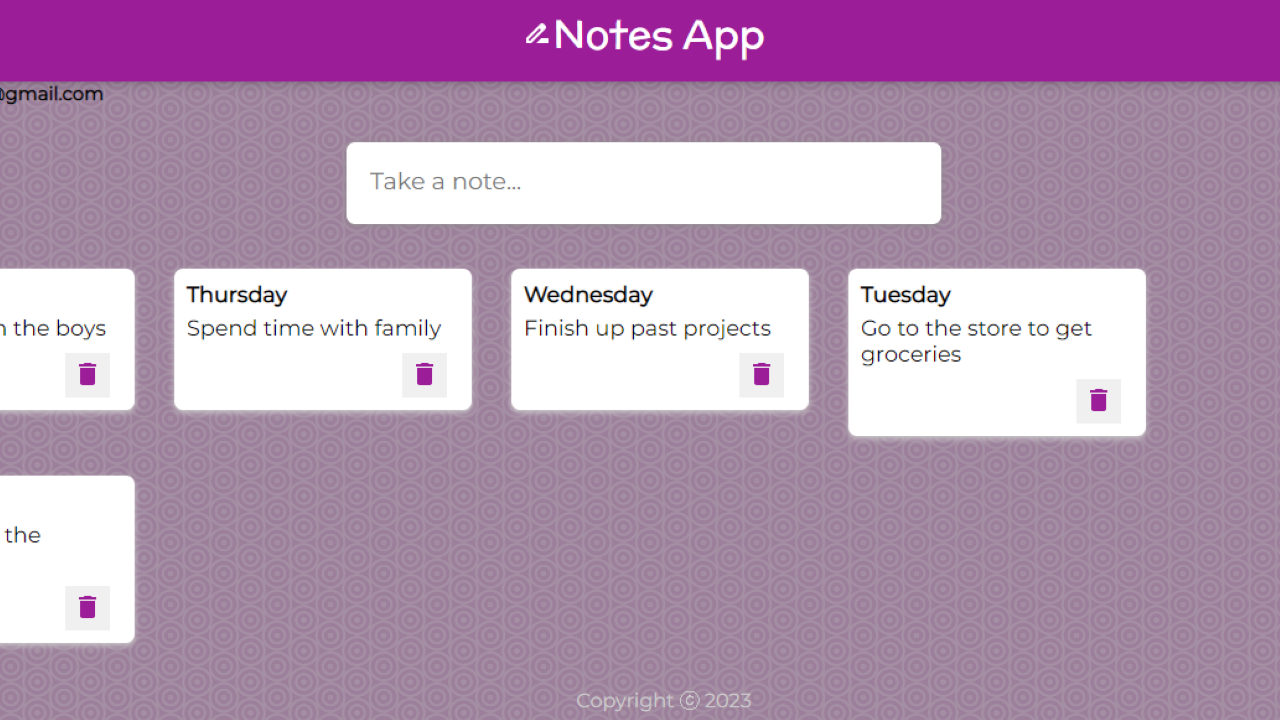 Notes App
@gmail.com
Take a note...
the boys
Thursday
Spend time with family
Wednesday
Finish up past projects
Tuesday
Go to the store to get
groceries
the
Copyright © 2023